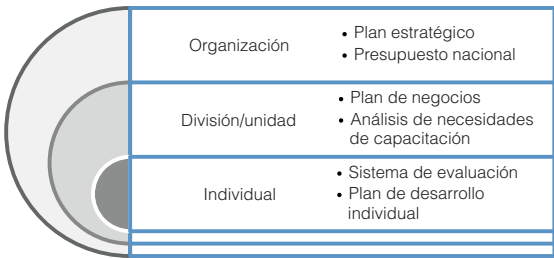 Organización
• Plan estratégico
• Presupuesto nacional
División/unidad
• Plan de negocios
• Análisis de necesidades
de capacitación
Individual
• Sistema de evaluación
• Plan de desarrollo
individual